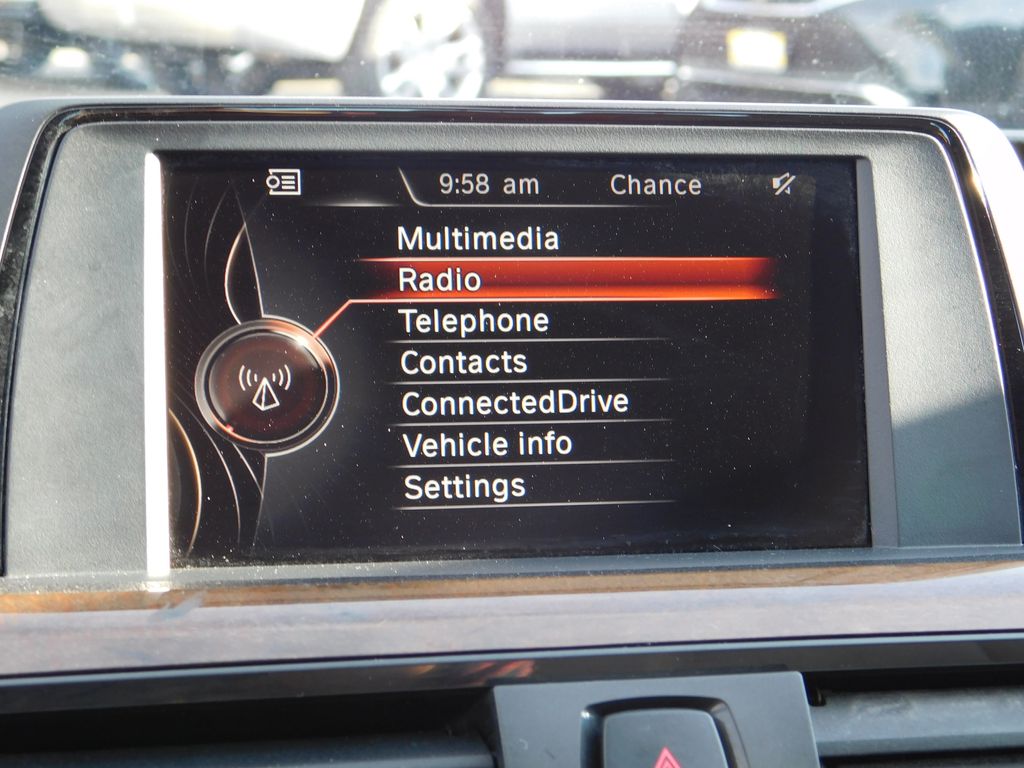 9:58 am Chance
Multimedia
Radio
Telephone
Contacts
ConnectedDrive
Vehicle info
Settings